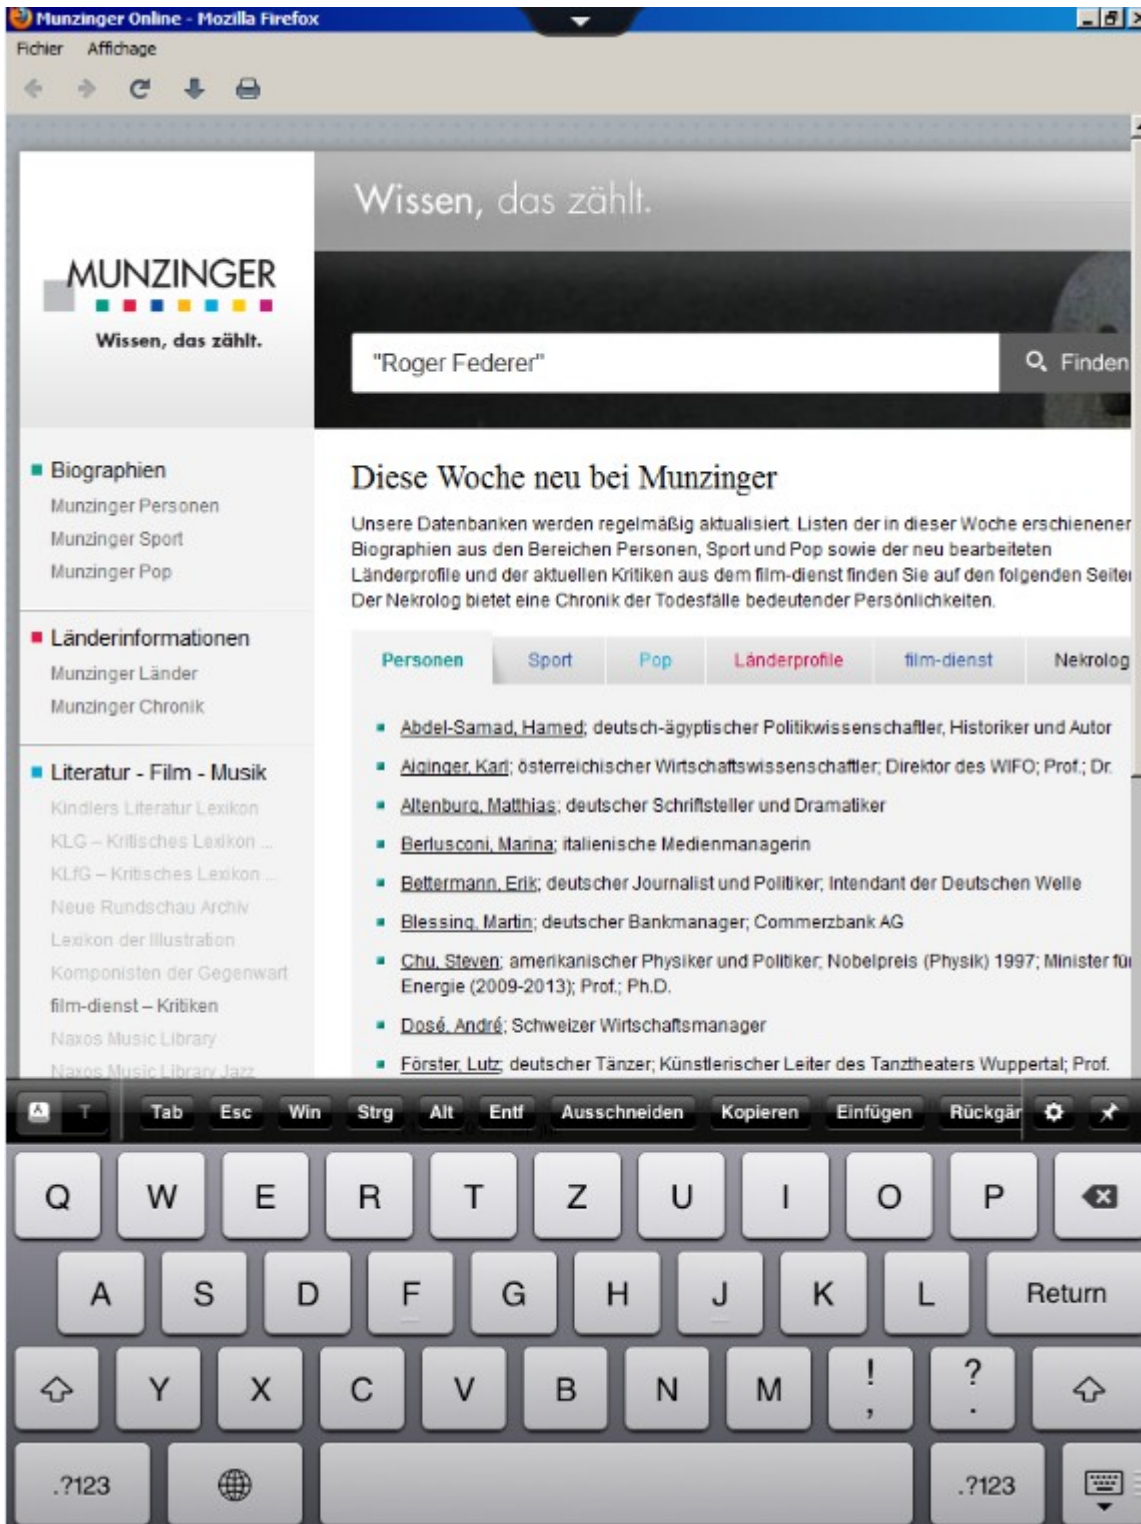 Munzinger Online - Mozilla Firefox
Fichier Affichage
Wissen, das zählt.
MUNZINGER
Wissen, das zählt.
"Roger Federer"
Finden
Biographien
Munzinger Personen
Munzinger Sport
Munzinger Pop
Länderinformationen
Munzinger Länder
Munzinger Chronik
Literatur - Film - Musik
Kindlers Literatur Lexikon
KLG – Kritisches Lexikon ...
KLfG – Kritisches Lexikon ...
Neue Rundschau Archiv
Lexikon der Illustration
Komponisten der Gegenwart
film-dienst – Kritiken
Naxos Music Library
Naxos Music Library Jazz
Diese Woche neu bei Munzinger
Unsere Datenbanken werden regelmäßig aktualisiert. Listen der in dieser Woche erschienener
Biographien aus den Bereichen Personen, Sport und Pop sowie der neu bearbeiteten
Länderprofile und der aktuellen Kritiken aus dem film-dienst finden Sie auf den folgenden Seiter
Der Nekrolog bietet eine Chronik der Todesfälle bedeutender Persönlichkeiten.
Personen Sport Pop Länderprofile film-dienst Nekrolog
Abdel-Samad, Hamed; deutsch-ägyptischer Politikwissenschaftler, Historiker und Autor
Aiginger, Karl; österreichischer Wirtschaftswissenschaftler; Direktor des WIFO; Prof.; Dr.
Altenburg, Matthias; deutscher Schriftsteller und Dramatiker
Berlusconi, Marina; italienische Medienmanagerin
Bettermann, Erik; deutscher Journalist und Politiker; Intendant der Deutschen Welle
Blessing, Martin; deutscher Bankmanager; Commerzbank AG
Chu, Steven; amerikanischer Physiker und Politiker; Nobelpreis (Physik) 1997; Minister für
Energie (2009-2013); Prof.; Ph.D.
Dosé, André; Schweizer Wirtschaftsmanager
Förster, Lutz; deutscher Tänzer; Künstlerischer Leiter des Tanztheaters Wuppertal; Prof.
A T Tab Esc Win Strg Alt Entf Ausschneiden Kopieren Einfügen Rückgär
Q W E R T Z U I O P
A S D F G H J K L Return
Y X C V B N M ! , ? .
.?123 .?123